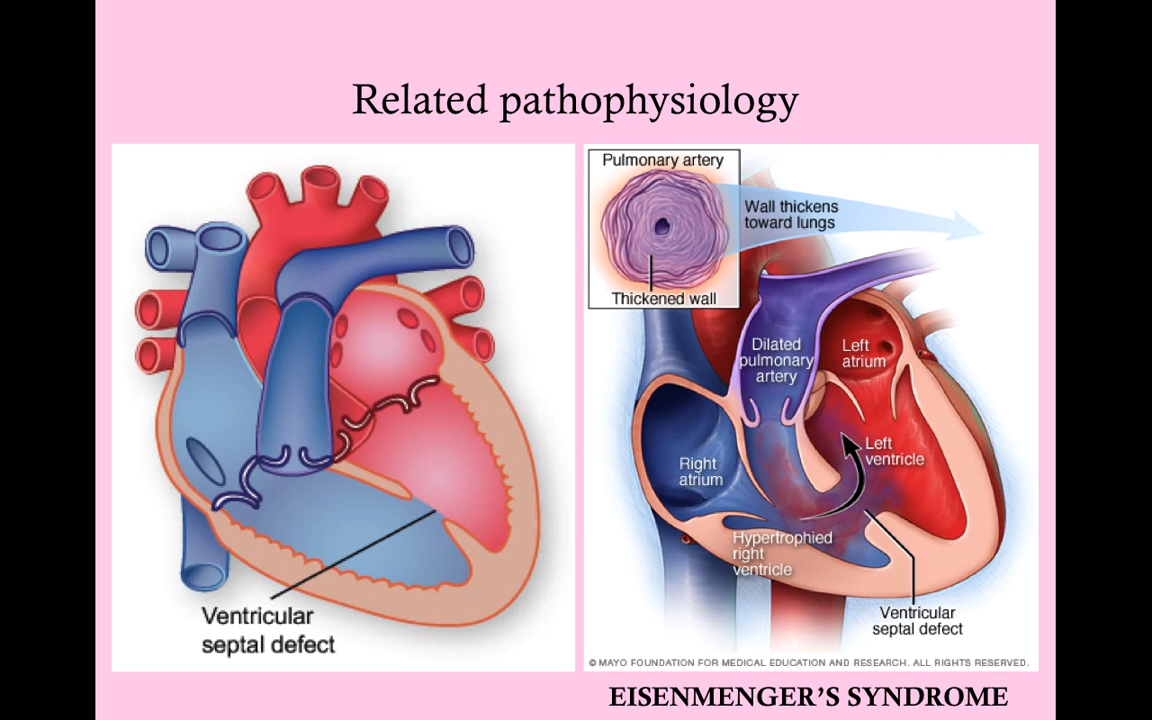 Related pathophysiology
Ventricular
septal defect
Pulmonary artery
Wall thickens
toward lungs
Thickened wall
Dilated
pulmonary
artery
Left
atrium
Left
ventricle
Right
atrium
Hypertrophied
right
ventricle
Ventricular
septal defect
© MAYO FOUNDATION FOR MEDICAL EDUCATION AND RESEARCH. ALL RIGHTS RESERVED.
EISENMENGER’S SYNDROME